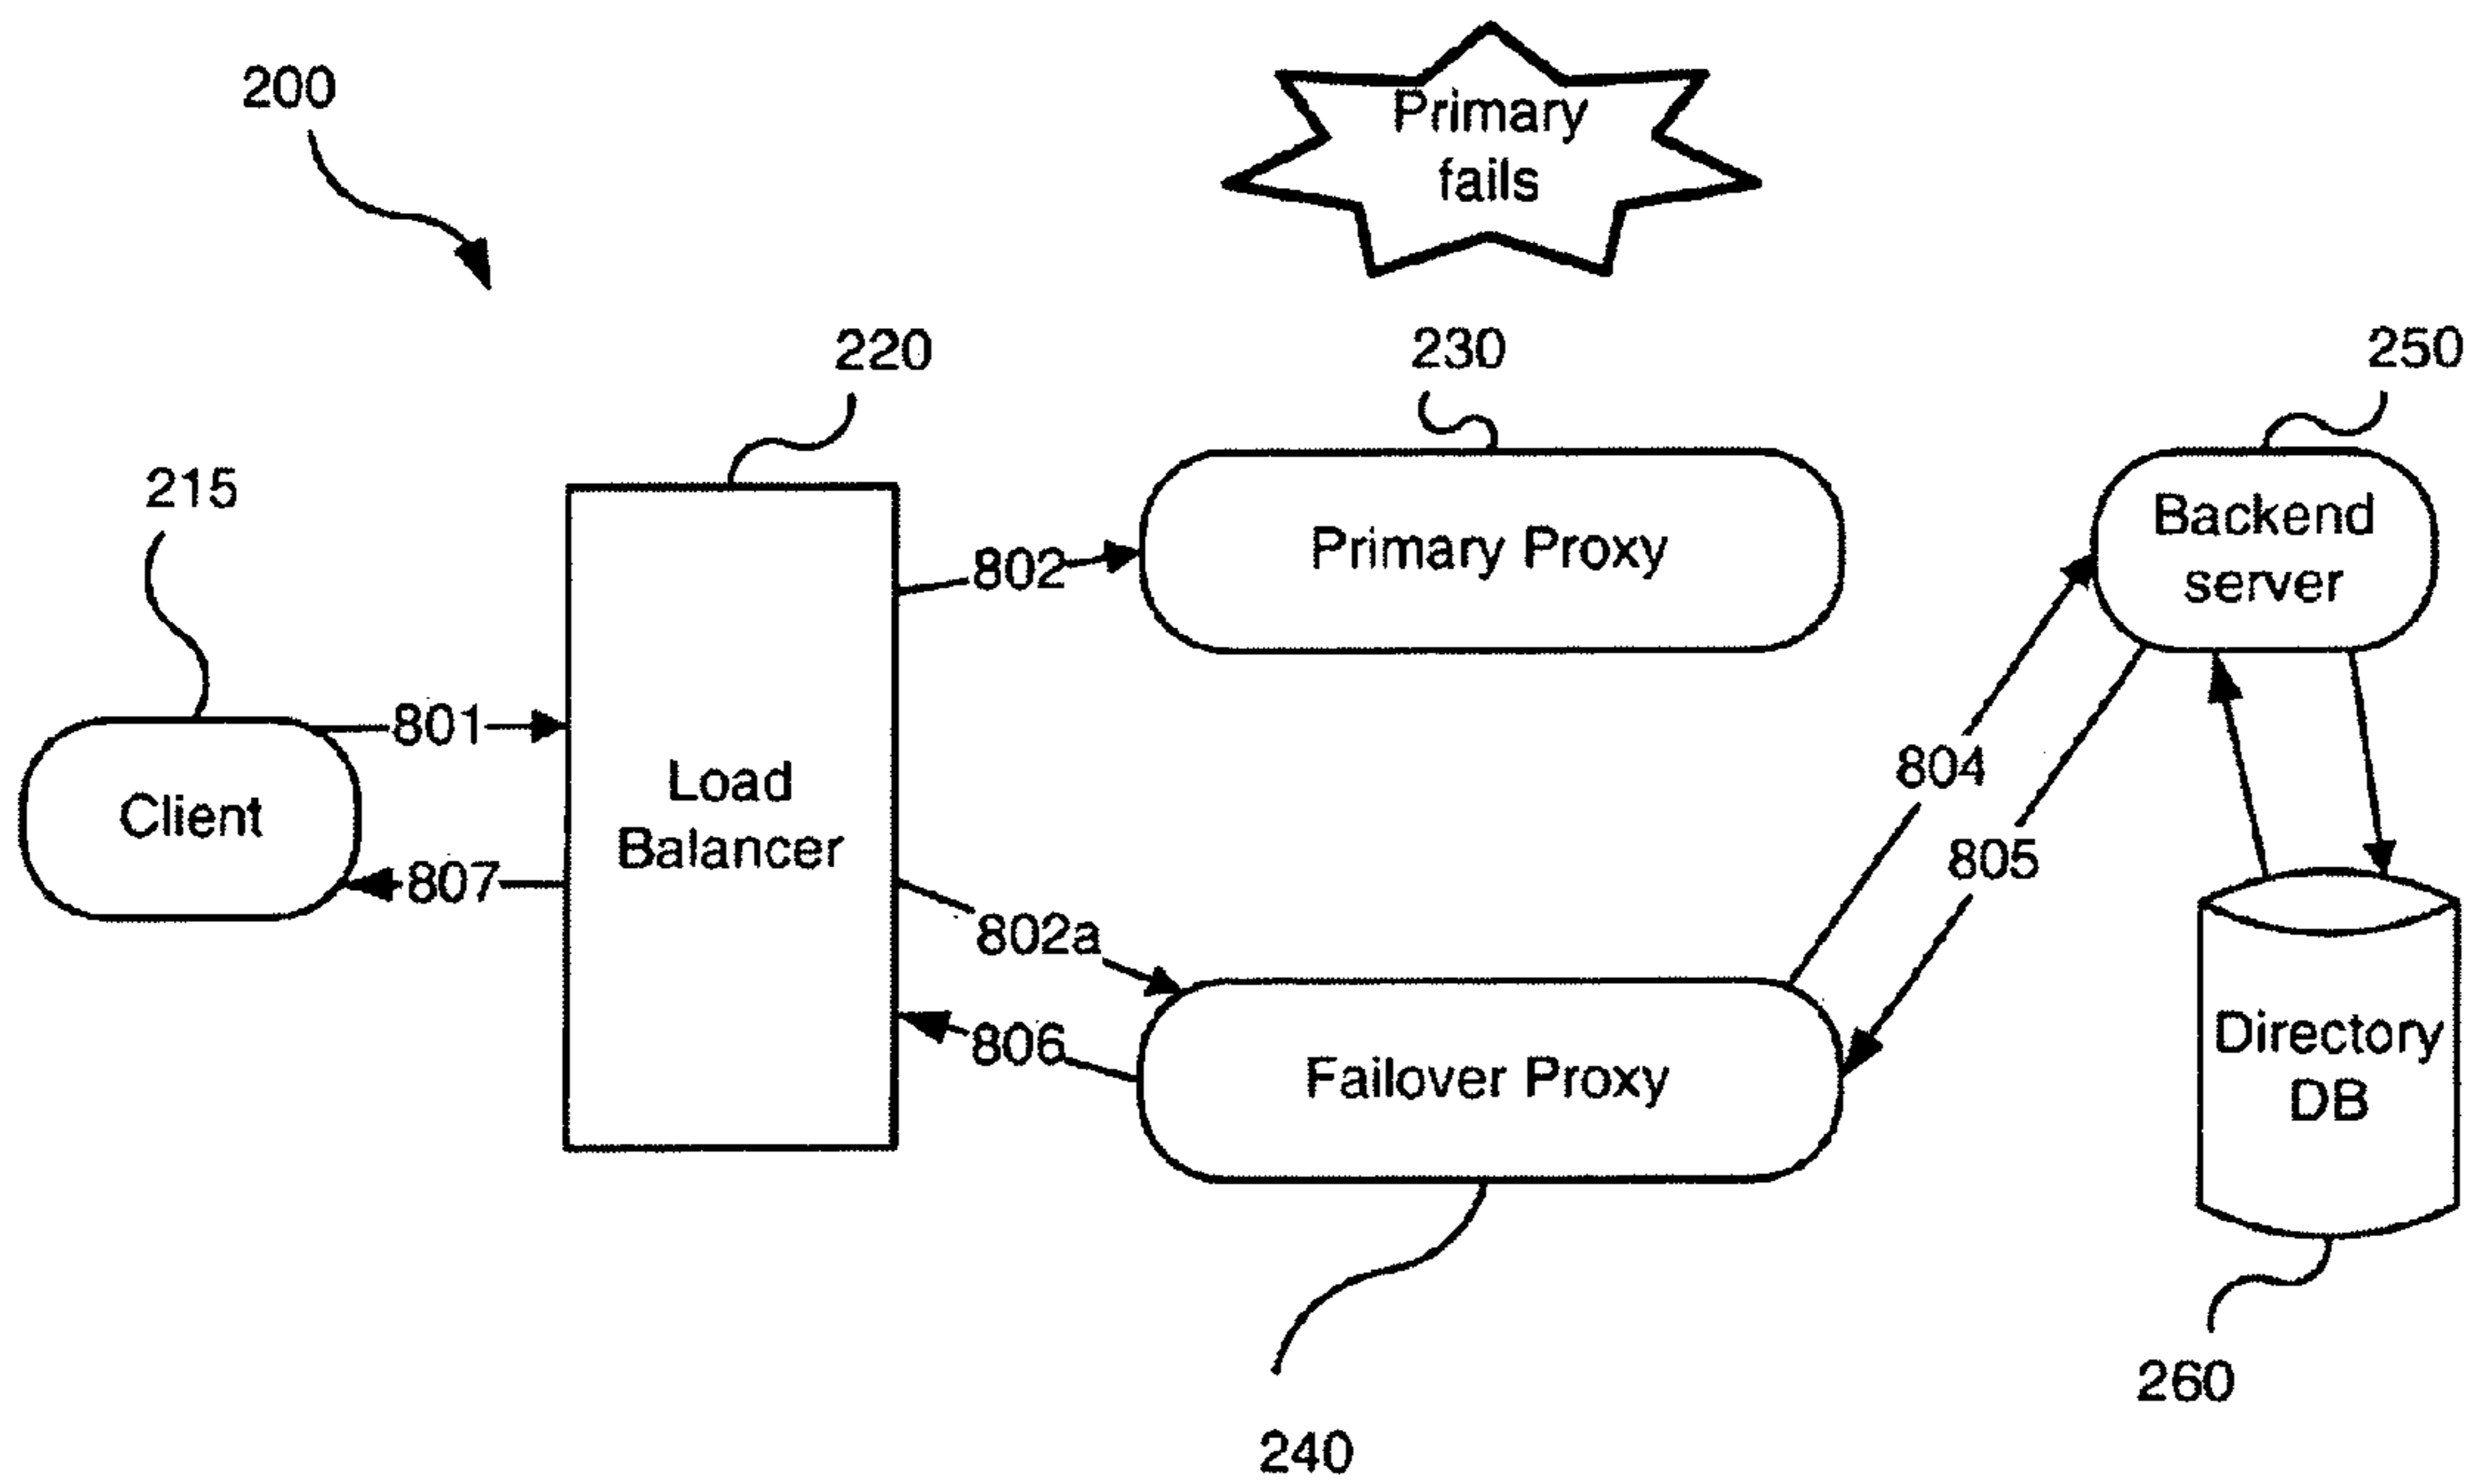 200
Primary
fails
220
230
250
215
Backend
server
802
Primary Proxy
801
Load
Balancer
Client
804
807
805
802a
Directory
DB
806
Failover Proxy
260
240